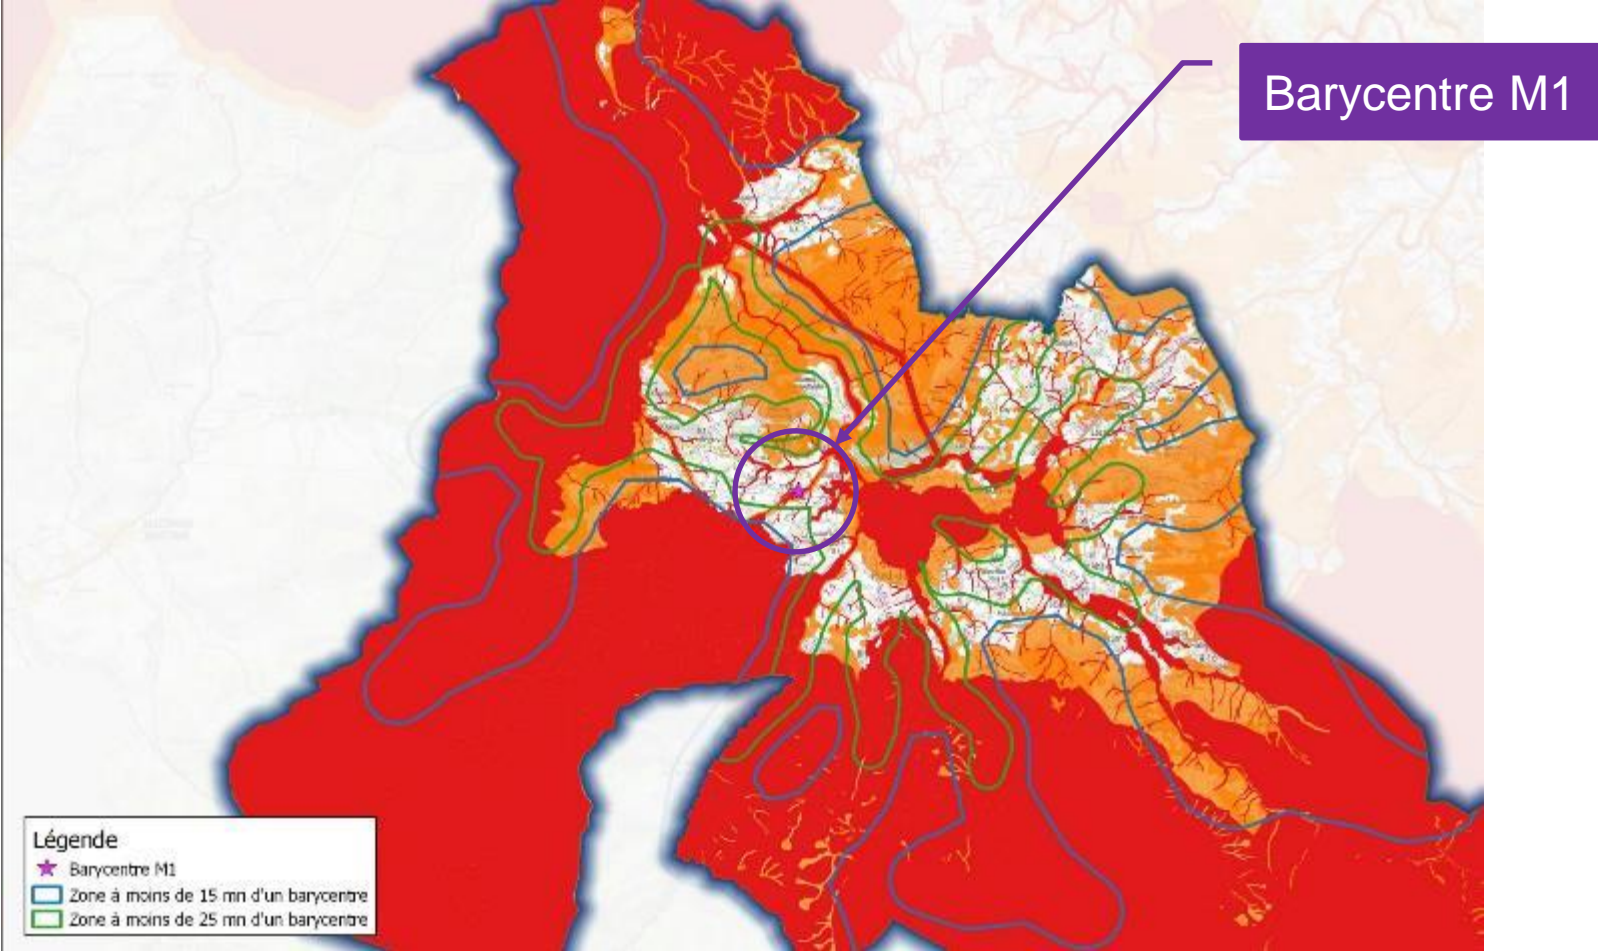 Barycentre M1
Légende
Barycentre M1
Zone à moins de 15 mn d'un barycentre
Zone à moins de 25 mn d'un barycentre